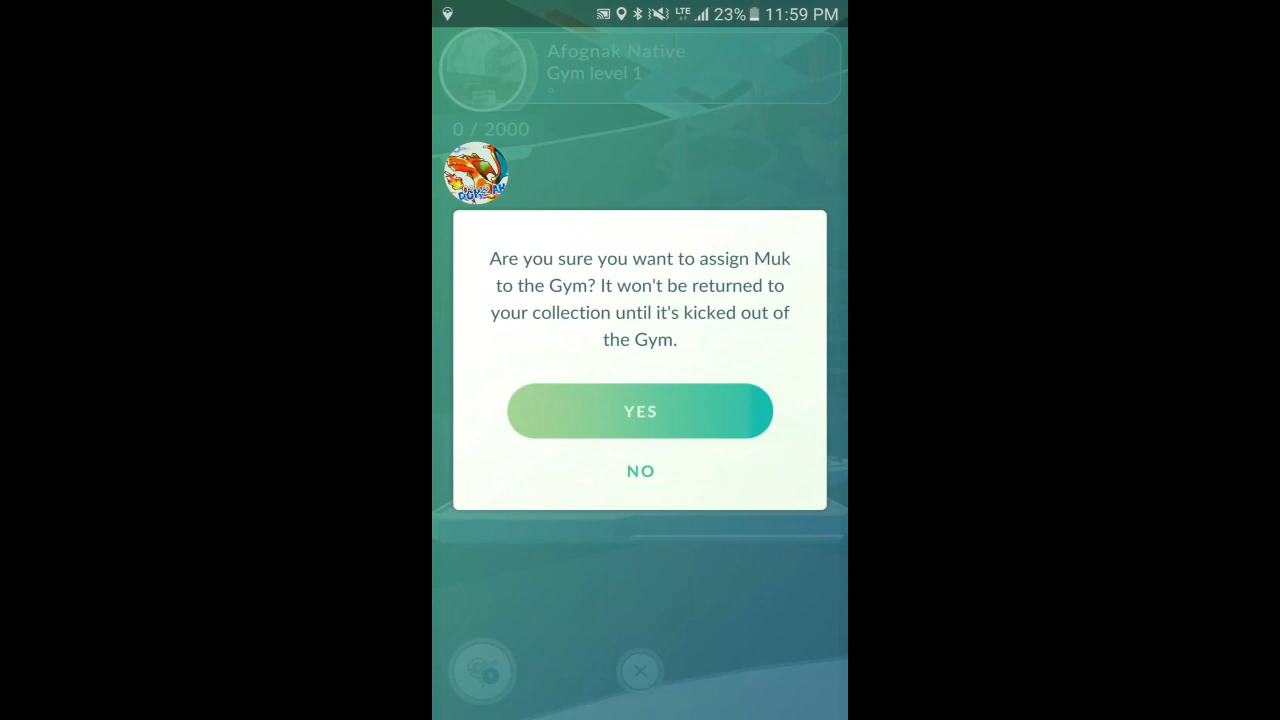 23% 11:59 PM
LTE
Afognak Native
Gym level 1
0 / 2000
Are you sure you want to assign Muk
to the Gym? It won't be returned to
your collection until it's kicked out of
the Gym.
YES
NO